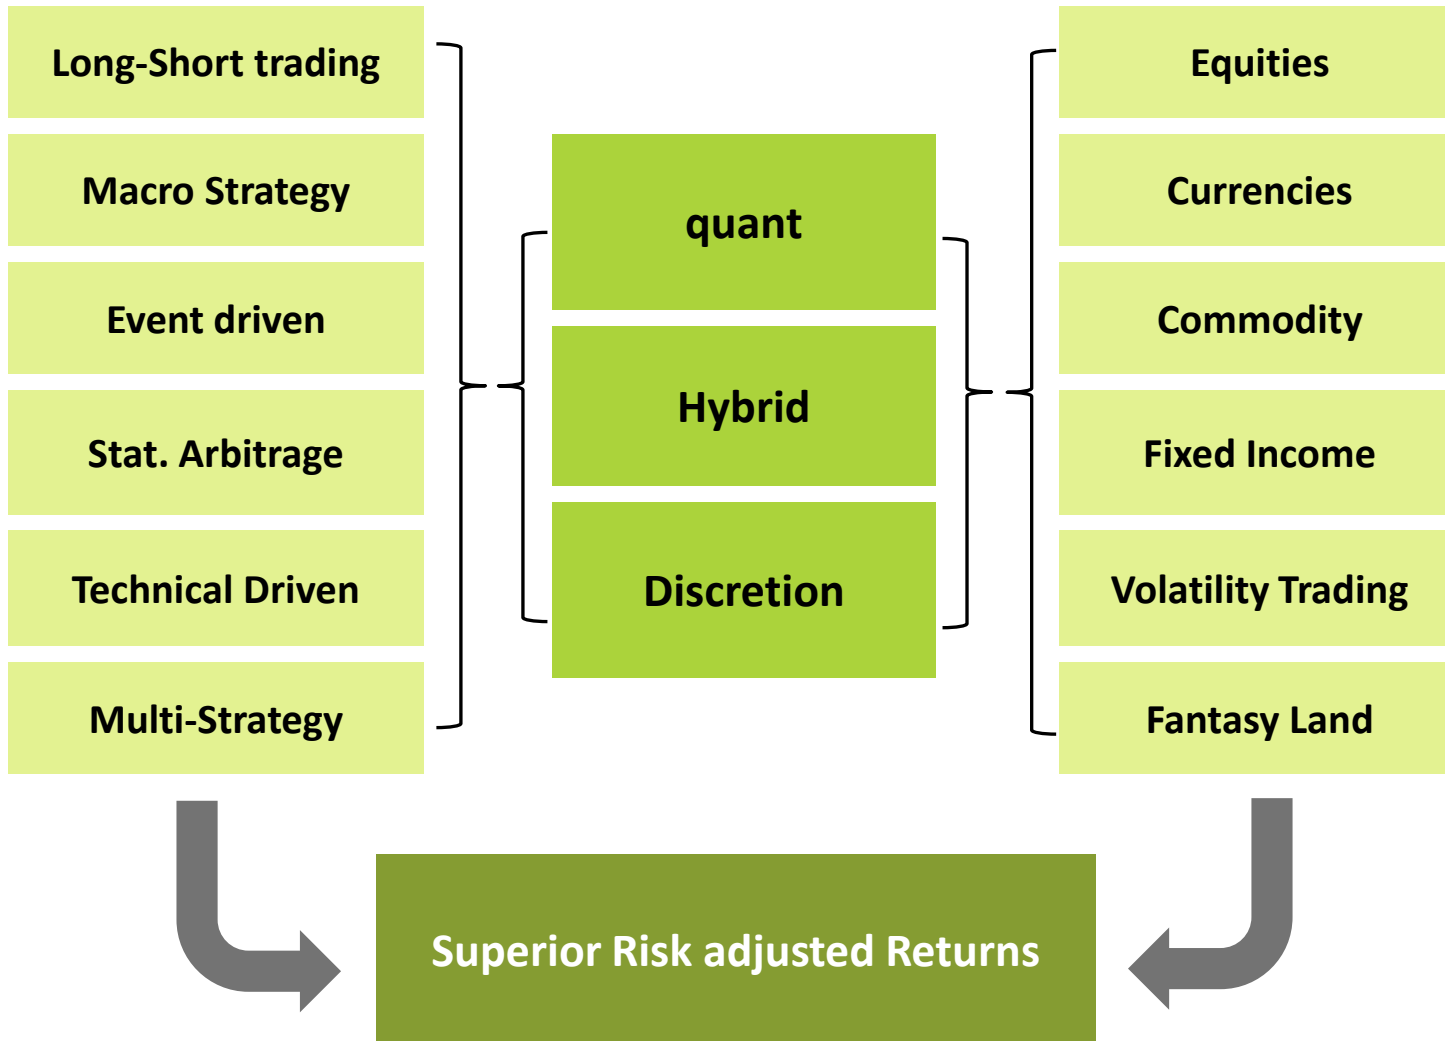 Long-Short trading
Macro Strategy
Event driven
Stat. Arbitrage
Technical Driven
Multi-Strategy
quant
Hybrid
Discretion
Equities
Currencies
Commodity
Fixed Income
Volatility Trading
Fantasy Land
Superior Risk adjusted Returns